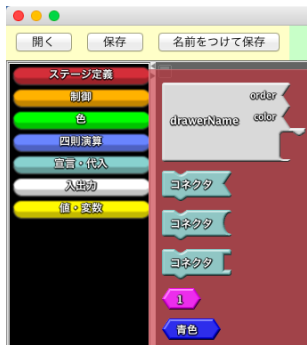 開く 保存 名前をつけて保存
ステージ定義
制御
色
四則演算
宣言・代入
入出力
値・変数
order
drawerName color
コネクタ
コネクタ
コネクタ
1
青色